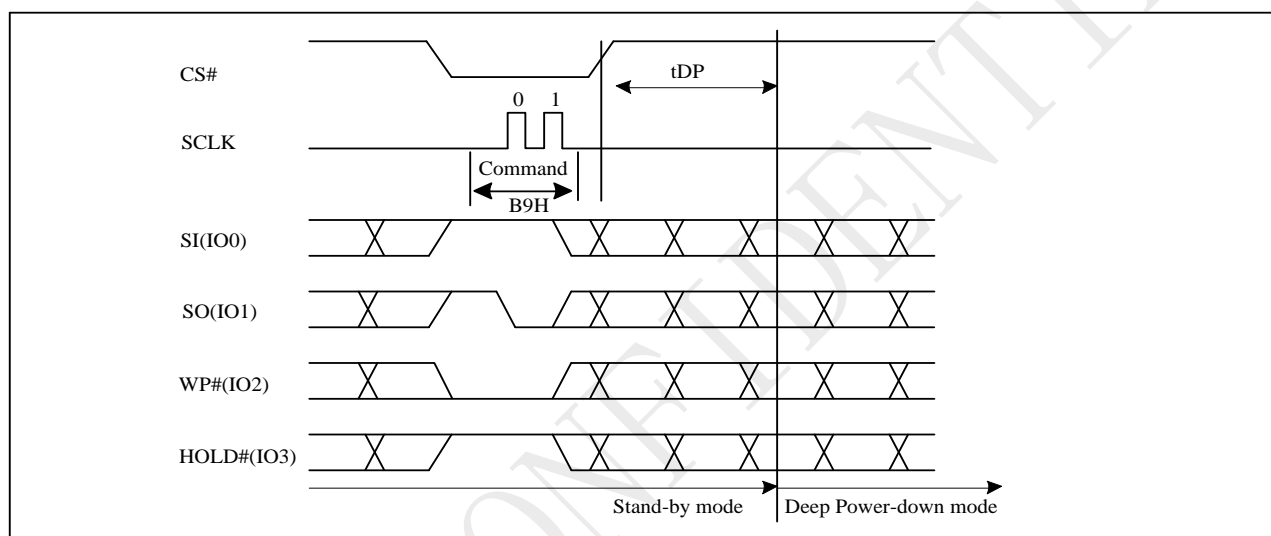 CS#
tDP
0 1
SCLK
Command
B9H
SI(IO0)
SO(IO1)
WP#(IO2)
HOLD#(IO3)
Stand-by mode Deep Power-down mode
ONFIDENTI